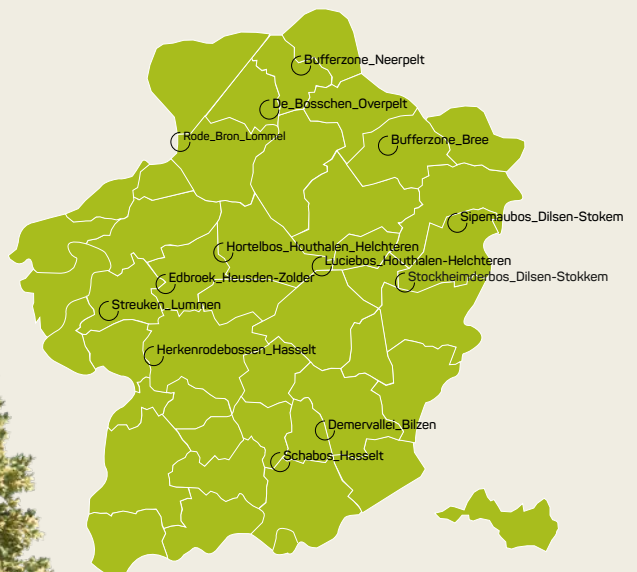 Bufferzone_Neerpelt
De_Bosschen_Overpelt
Rode_Bron_Lommel
Bufferzone_Bree
Sipernaubos_Dilsen-Stokem
Hortelbos_Houthalen_Helchteren
Luciebos_Houthalen-Helchteren
Edbroek_Heusden-Zolder
Stockheimderbos_Dilsen-Stokkem
Streuken_Lummen
Herkenrodebossen_Hasselt
Demervallei_Bilzen
Schabos_Hasselt